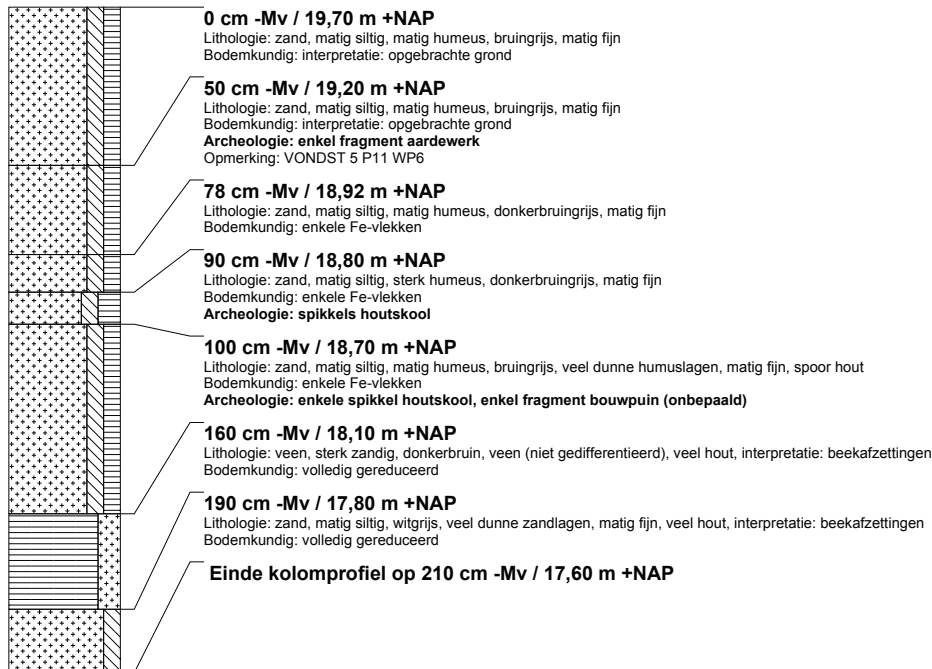 0 cm -Mv / 19,70 m +NAP
Lithologie: zand, matig siltig, matig humeus, bruingrijs, matig fijn
Bodemkundig: interpretatie: opgebrachte grond
50 cm -Mv / 19,20 m +NAP
Lithologie: zand, matig siltig, matig humeus, bruingrijs, matig fijn
Bodemkundig: interpretatie: opgebrachte grond
Archeologie: enkel fragment aardewerk
Opmerking: VONDST 5 P11 WP6
78 cm -Mv / 18,92 m +NAP
Lithologie: zand, matig siltig, matig humeus, donkerbruingrijs, matig fijn
Bodemkundig: enkele Fe-vlekken
90 cm -Mv / 18,80 m +NAP
Lithologie: zand, matig siltig, sterk humeus, donkerbruingrijs, matig fijn
Bodemkundig: enkele Fe-vlekken
Archeologie: spikkels houtskool
100 cm -Mv / 18,70 m +NAP
Lithologie: zand, matig siltig, matig humeus, bruingrijs, veel dunne humuslagen, matig fijn, spoor hout
Bodemkundig: enkele Fe-vlekken
Archeologie: enkele spikkel houtskool, enkel fragment bouwpuin (onbepaald)
160 cm -Mv / 18,10 m +NAP
Lithologie: veen, sterk zandig, donkerbruin, veen (niet gedifferentieerd), veel hout, interpretatie: beekafzettingen
Bodemkundig: volledig gereduceerd
190 cm -Mv / 17,80 m +NAP
Lithologie: zand, matig siltig, witgrijs, veel dunne zandlagen, matig fijn, veel hout, interpretatie: beekafzettingen
Bodemkundig: volledig gereduceerd
Einde kolomprofiel op 210 cm -Mv / 17,60 m +NAP